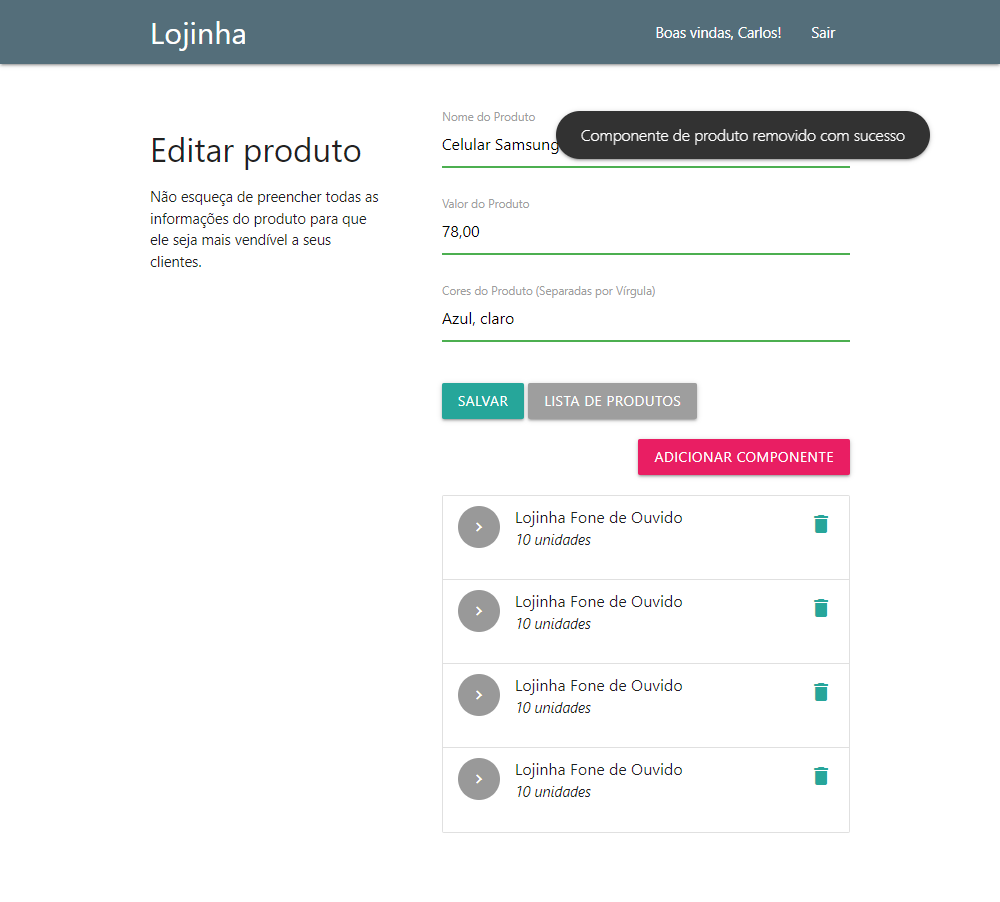 Lojinha
Boas vindas, Carlos!
Sair
Editar produto
Não esqueça de preencher todas as
informações do produto para que
ele seja mais vendível a seus
clientes.
Nome do Produto
Celular Samsung
Componente de produto removido com sucesso
Valor do Produto
78,00
Cores do Produto (Separadas por Vírgula)
Azul, claro
SALVAR
LISTA DE PRODUTOS
ADICIONAR COMPONENTE
Lojinha Fone de Ouvido
10 unidades
Lojinha Fone de Ouvido
10 unidades
Lojinha Fone de Ouvido
10 unidades
Lojinha Fone de Ouvido
10 unidades